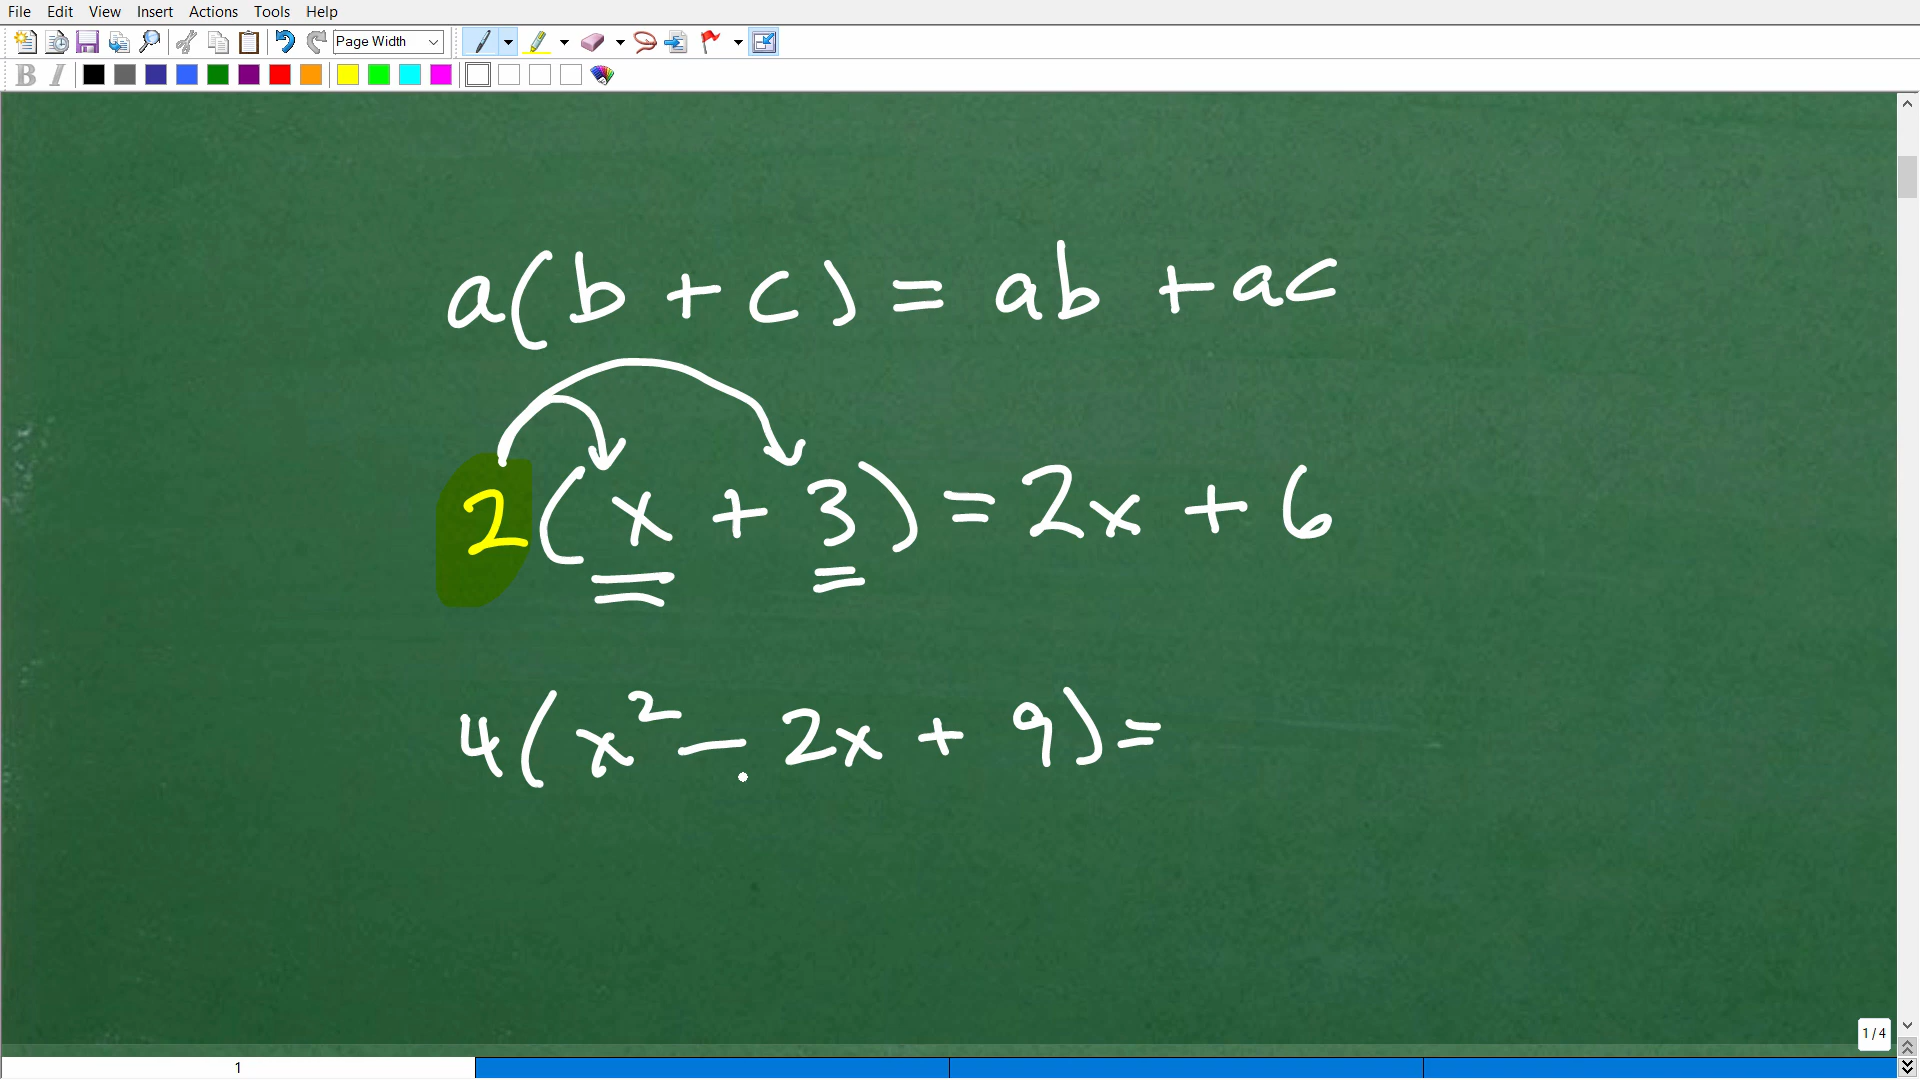 File Edit View Insert Actions Tools Help
Page Width
B I
a(b + c) = ab + ac
2(x + 3) = 2x + 6
4(x² - 2x + 9) =
1 / 4
1